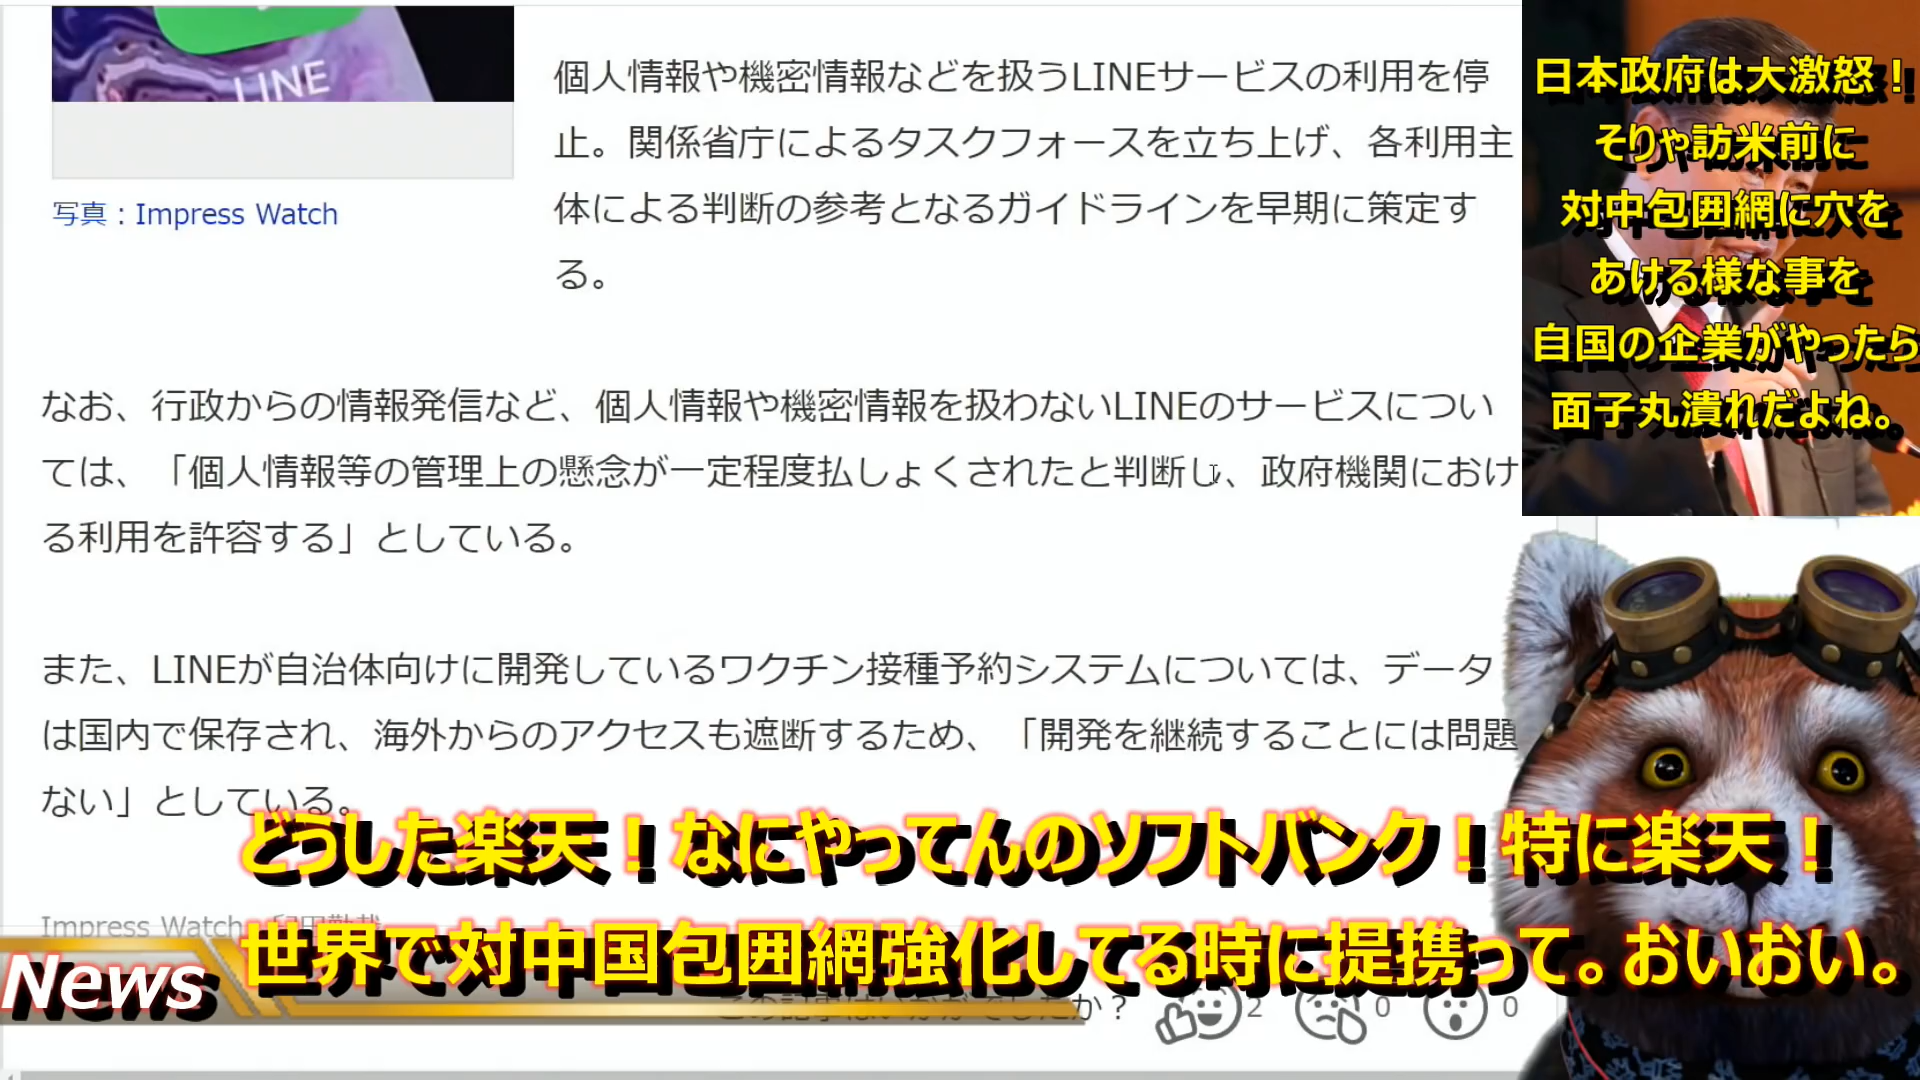 LINE
写真：Impress Watch
個人情報や機密情報などを扱うLINEサービスの利用を停
止。関係省庁によるタスクフォースを立ち上げ、各利用主
体による判断の参考となるガイドラインを早期に策定す
る。
なお、行政からの情報発信など、個人情報や機密情報を扱わないLINEのサービスについ
ては、「個人情報等の管理上の懸念が一定程度払しょくされたと判断し、政府機関におけ
る利用を許容する」としている。
また、LINEが自治体向けに開発しているワクチン接種予約システムについては、データ
は国内で保存され、海外からのアクセスも遮断するため、「開発を継続することには問題
ない」としている。
Impress Watch
日本政府は大激怒！
そりゃ訪米前に
対中包囲網に穴を
あける様な事を
自国の企業がやったら
面子丸潰れだよね。
どうした楽天！なにやってんのソフトバンク！特に楽天！
世界で対中国包囲網強化してる時に提携って。おいおい。
News
この記事はいかがでしたか？
2
0
0